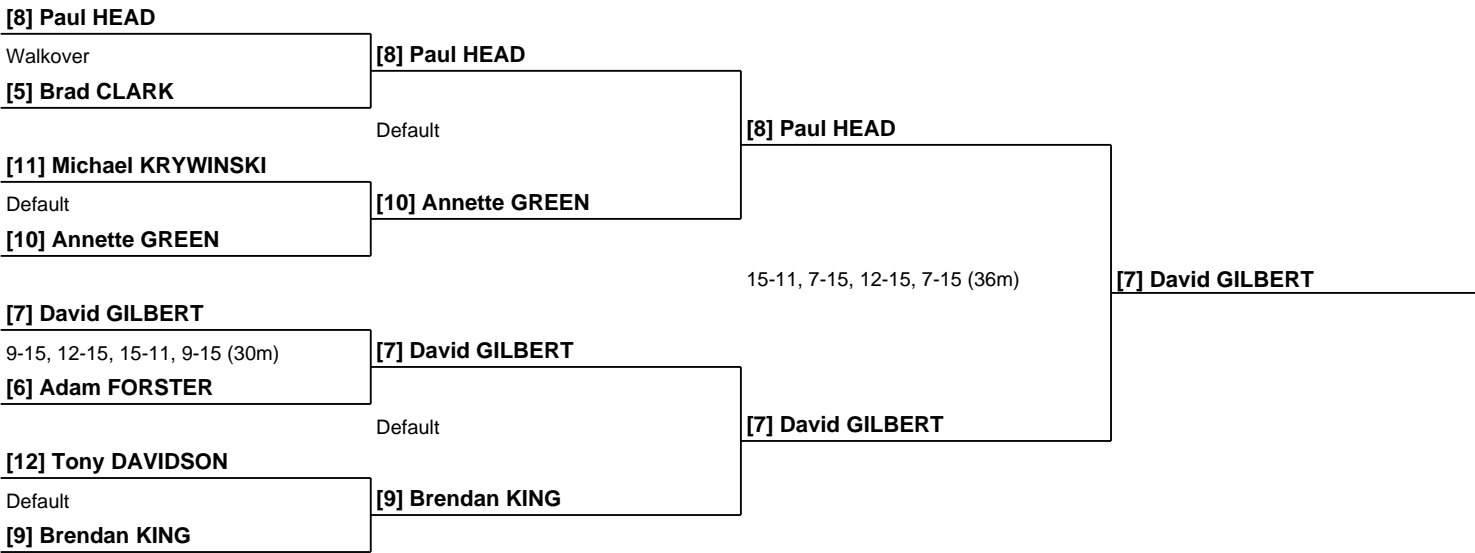 [8] Paul HEAD
Walkover
[8] Paul HEAD
[5] Brad CLARK
Default
[8] Paul HEAD
[11] Michael KRYWINSKI
Default
[10] Annette GREEN
[10] Annette GREEN
15-11, 7-15, 12-15, 7-15 (36m)
[7] David GILBERT
[7] David GILBERT
9-15, 12-15, 15-11, 9-15 (30m)
[7] David GILBERT
[6] Adam FORSTER
Default
[7] David GILBERT
[12] Tony DAVIDSON
Default
[9] Brendan KING
[9] Brendan KING